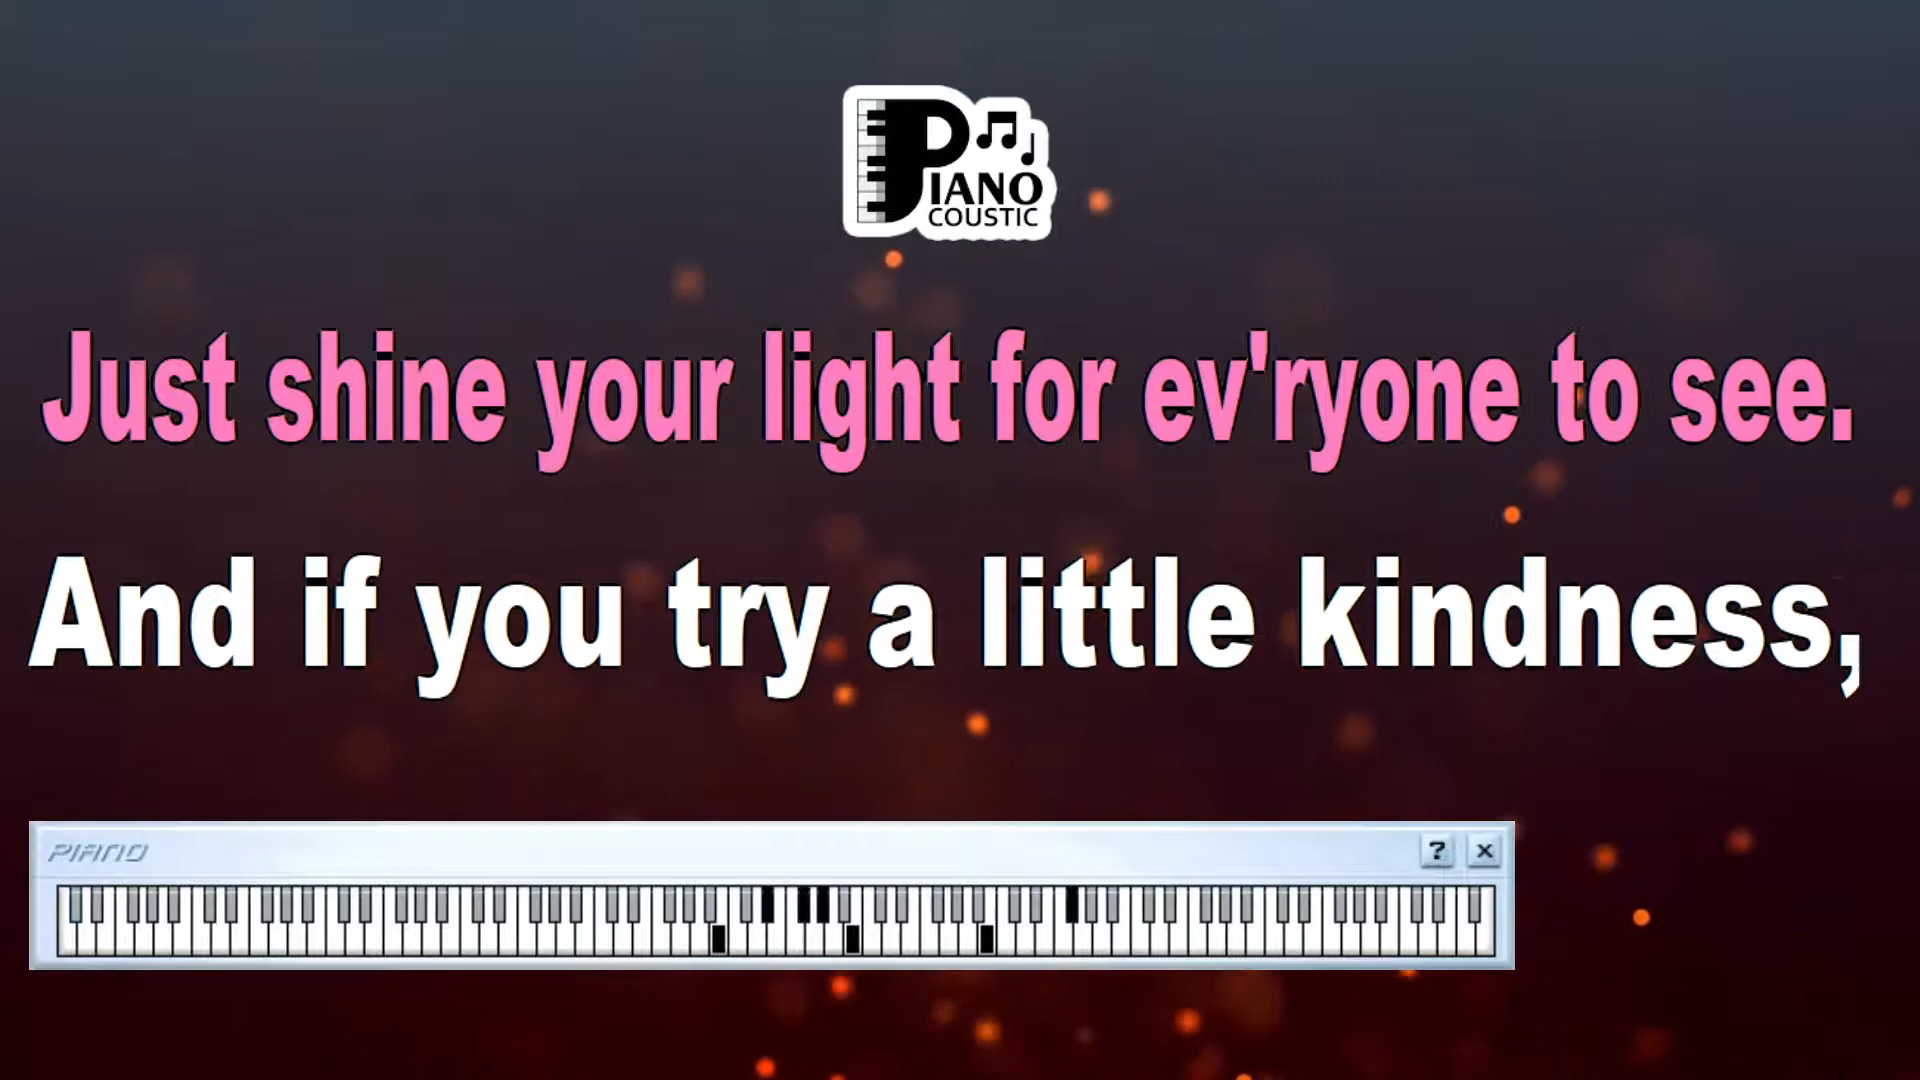 PIANO
COUSTIC
Just shine your light for ev'ryone to see.
And if you try a little kindness,
PIANO
? x